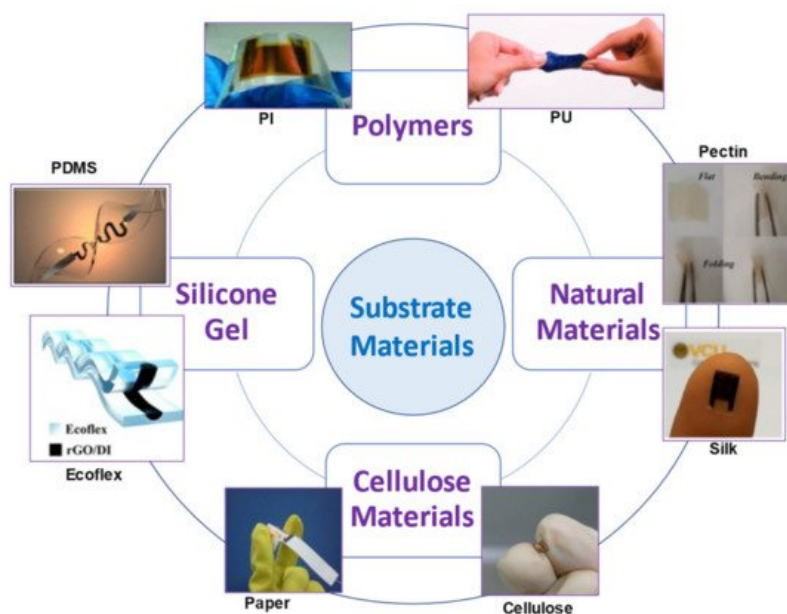 PI
PU
Polymers
PDMS
Pectin
Flat
Bending
Folding
Silicone
Gel
Substrate
Materials
Natural
Materials
VCU
Ecoflex
rGO/DI
Ecoflex
Silk
Cellulose
Materials
Paper
Cellulose